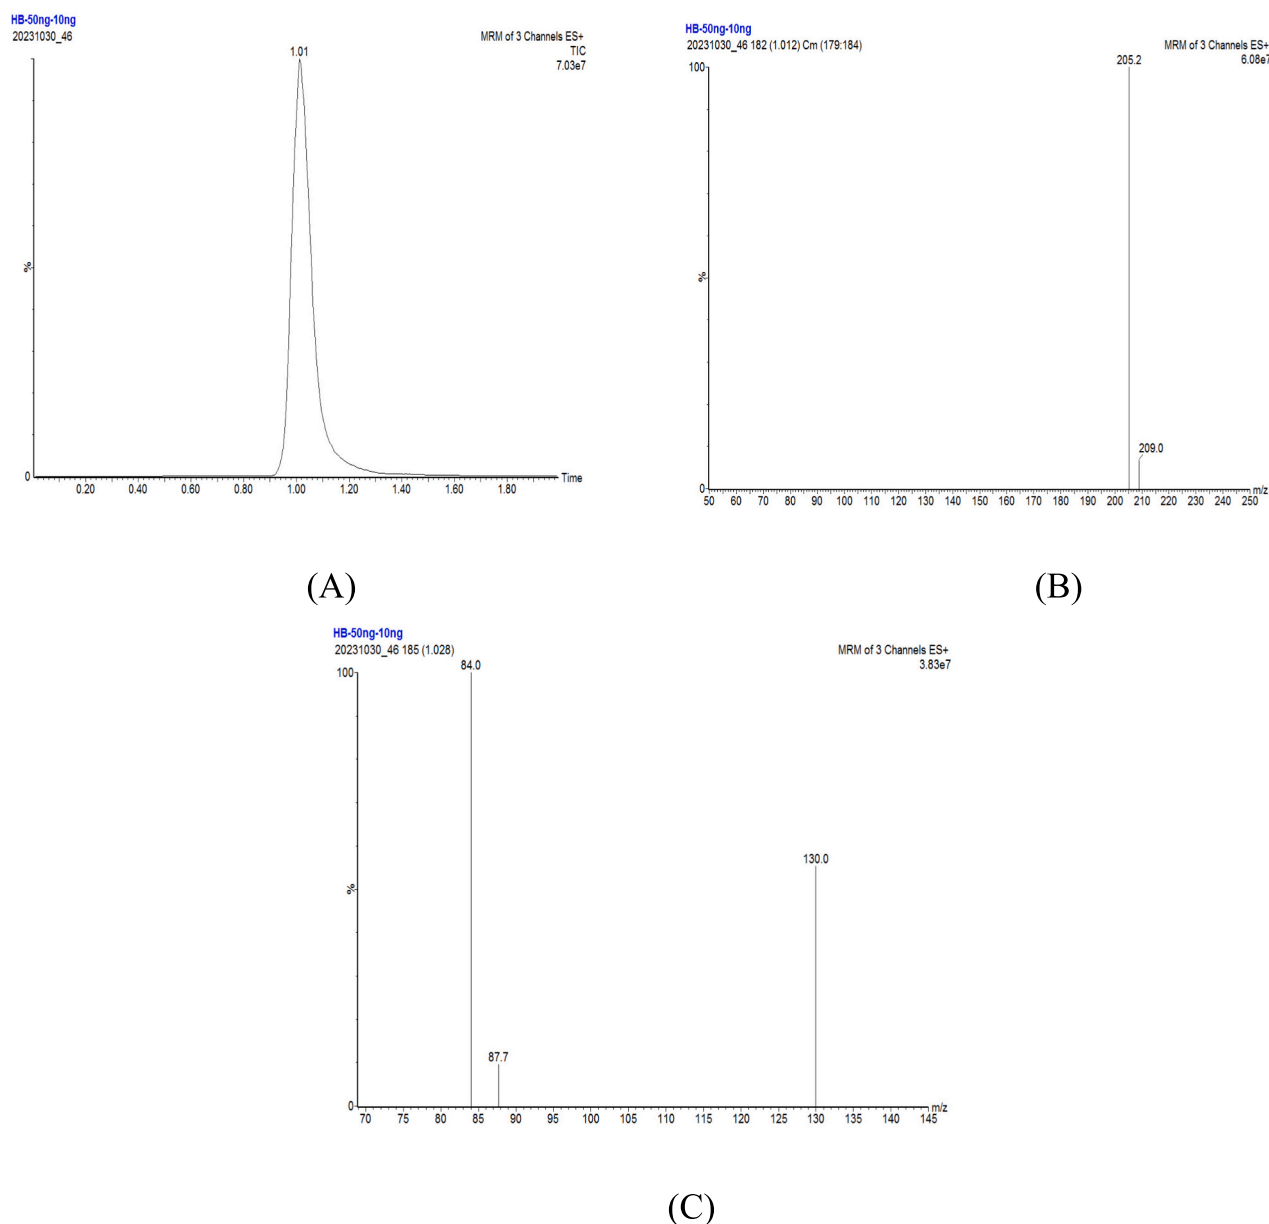 HB-50ng-10ng
20231030_46
MRM of 3 Channels ES+
TIC
7.03e7
1.01
%
0
Time
0.20 0.40 0.60 0.80 1.00 1.20 1.40 1.60 1.80
(A)
HB-50ng-10ng
20231030_46 182 (1.012) Cm (179:184)
MRM of 3 Channels ES+
6.08e7
205.2
100
%
209.0
0
m/z
50 60 70 80 90 100 110 120 130 140 150 160 170 180 190 200 210 220 230 240 250
(B)
HB-50ng-10ng
20231030_46 185 (1.028)
MRM of 3 Channels ES+
3.83e7
84.0
100
130.0
%
87.7
0
m/z
70 75 80 85 90 95 100 105 110 115 120 125 130 135 140 145
(C)